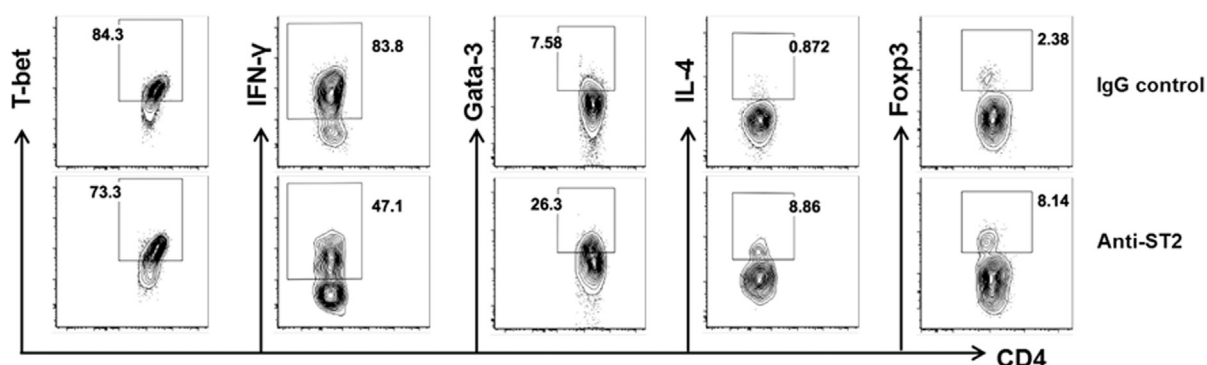 T-bet
84.3
IFN-γ
83.8
Gata-3
7.58
IL-4
0.872
Foxp3
2.38
IgG control
73.3
47.1
26.3
8.86
8.14
Anti-ST2
CD4